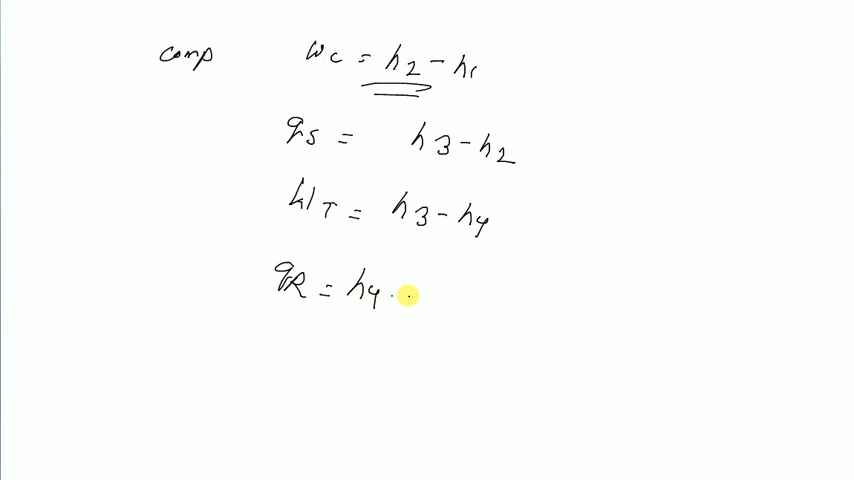 comp wc = h2 - h1
qs = h3 - h2
WT = h3 - h4
qR = h4 -